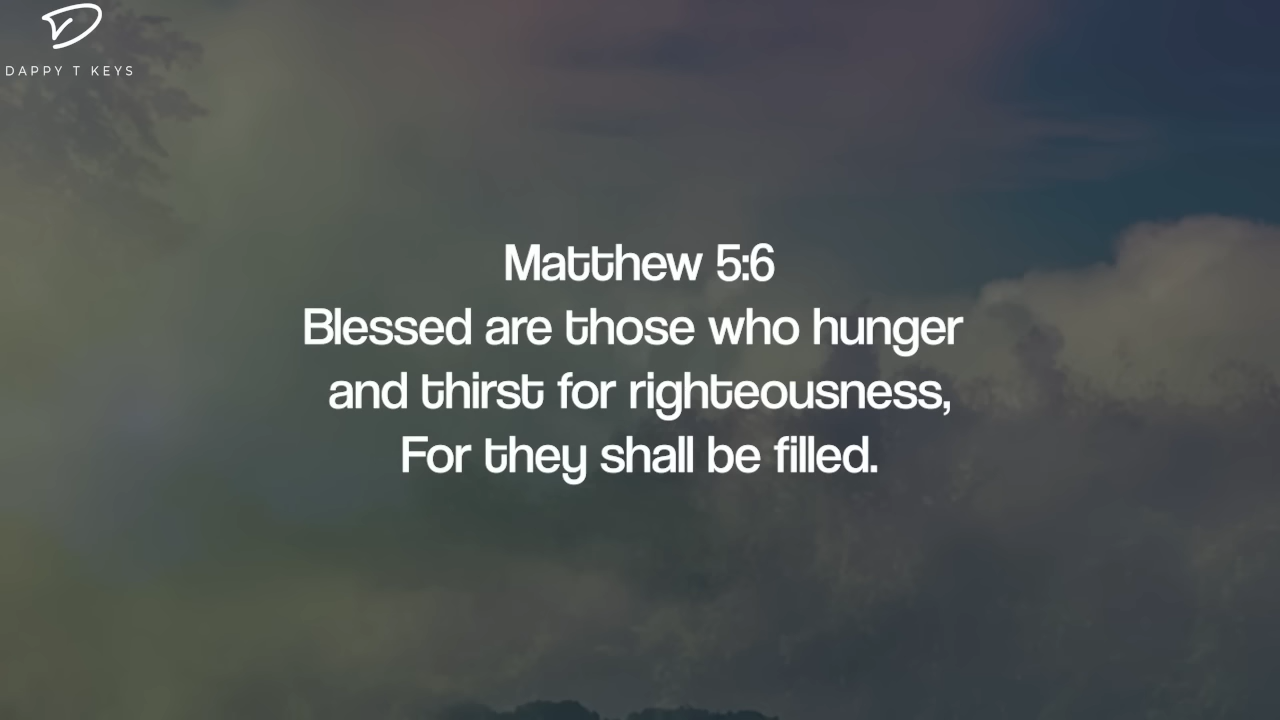 DAPPY T KEYS
Matthew 5:6
Blessed are those who hunger
and thirst for righteousness,
For they shall be filled.